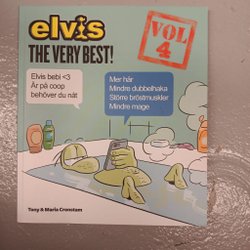 elvis
THE VERY BEST!
VOL
4
Elvis bebi <3
Är på coop
behöver du nåt
Mer hår
Mindre dubbelhaka
Större bröstmuskler
Mindre mage
Tony & Maria Cronstam